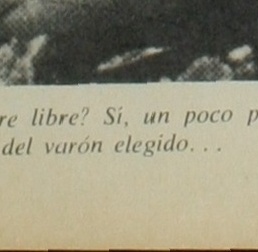 re libre? Sí, un poco p
del varón elegido...